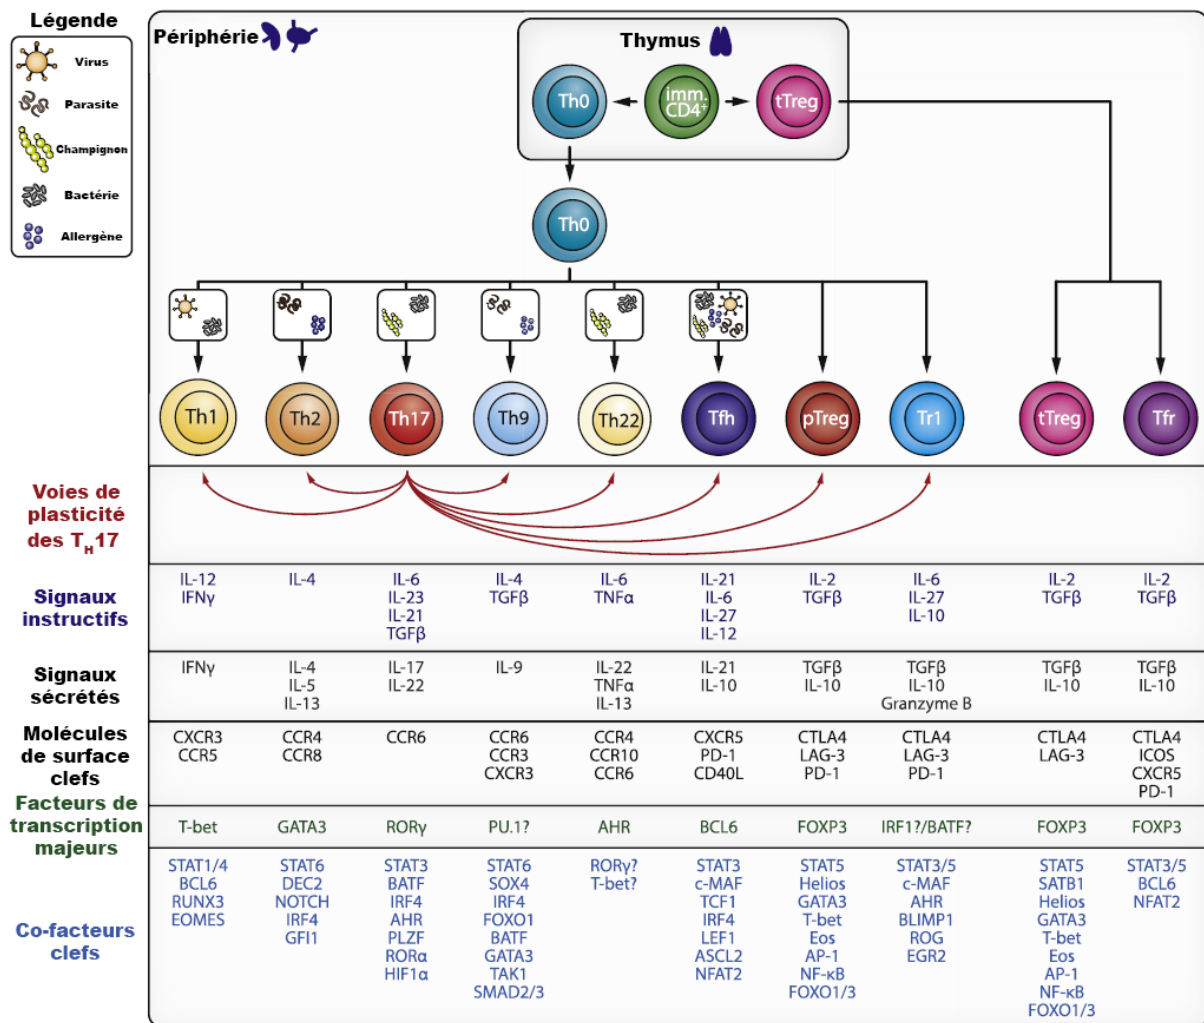 Légende
Virus
Parasite
Champignon
Bactérie
Allergène
Périphérie
Thymus
Th0
imm.
CD4⁺
tTreg
Th0
Th1
Th2
Th17
Th9
Th22
Tfh
pTreg
Tr1
tTreg
Tfr
Voies de
plasticité
des T_H17
Signaux
instructifs
IL-12
IFNγ
IL-4
IL-6
IL-23
IL-21
TGFβ
IL-4
TGFβ
IL-6
TNFα
IL-21
IL-6
IL-27
IL-12
IL-2
TGFβ
IL-6
IL-27
IL-10
IL-2
TGFβ
IL-2
TGFβ
Signaux
sécrétés
IFNγ
IL-4
IL-5
IL-13
IL-17
IL-22
IL-9
IL-22
TNFα
IL-13
IL-21
IL-10
TGFβ
IL-10
TGFβ
IL-10
Granzyme B
TGFβ
IL-10
TGFβ
IL-10
Molécules
de surface
clefs
CXCR3
CCR5
CCR4
CCR8
CCR6
CCR6
CCR3
CXCR3
CCR4
CCR10
CCR6
CXCR5
PD-1
CD40L
CTLA4
LAG-3
PD-1
CTLA4
LAG-3
PD-1
CTLA4
LAG-3
CTLA4
ICOS
CXCR5
PD-1
Facteurs de
transcription
majeurs
T-bet
GATA3
RORγ
PU.1?
AHR
BCL6
FOXP3
IRF1?/BATF?
FOXP3
FOXP3
Co-facteurs
clefs
STAT1/4
BCL6
RUNX3
EOMES
STAT6
DEC2
NOTCH
IRF4
GFI1
STAT3
BATF
IRF4
AHR
PLZF
RORα
HIF1α
STAT6
SOX4
IRF4
FOXO1
BATF
GATA3
TAK1
SMAD2/3
RORγ?
T-bet?
STAT3
c-MAF
TCF1
IRF4
LEF1
ASCL2
NFAT2
STAT5
Helios
GATA3
T-bet
Eos
AP-1
NF-κB
FOXO1/3
STAT3/5
c-MAF
AHR
BLIMP1
ROG
EGR2
STAT5
SATB1
Helios
GATA3
T-bet
Eos
AP-1
NF-κB
FOXO1/3
STAT3/5
BCL6
NFAT2